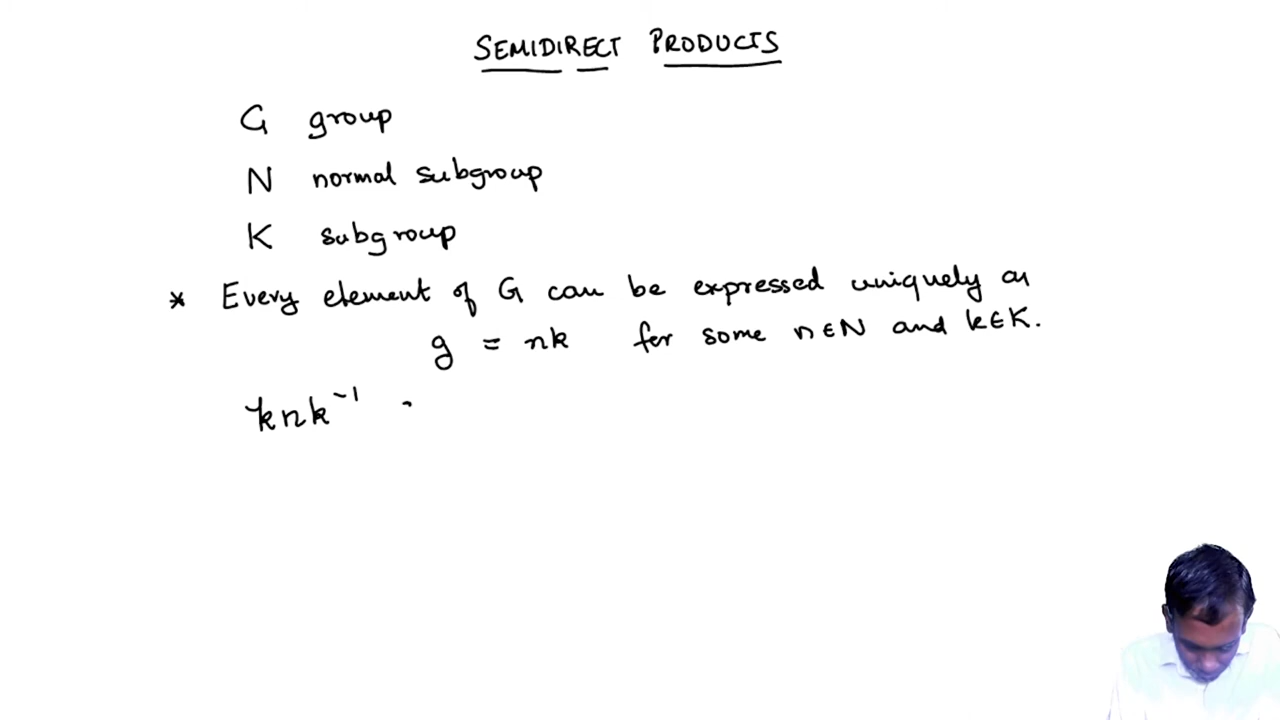 SEMIDIRECT PRODUCTS
G group
N normal subgroup
K subgroup
* Every element of G can be expressed uniquely as
g = nk for some n∈N and k∈K.
knk⁻¹